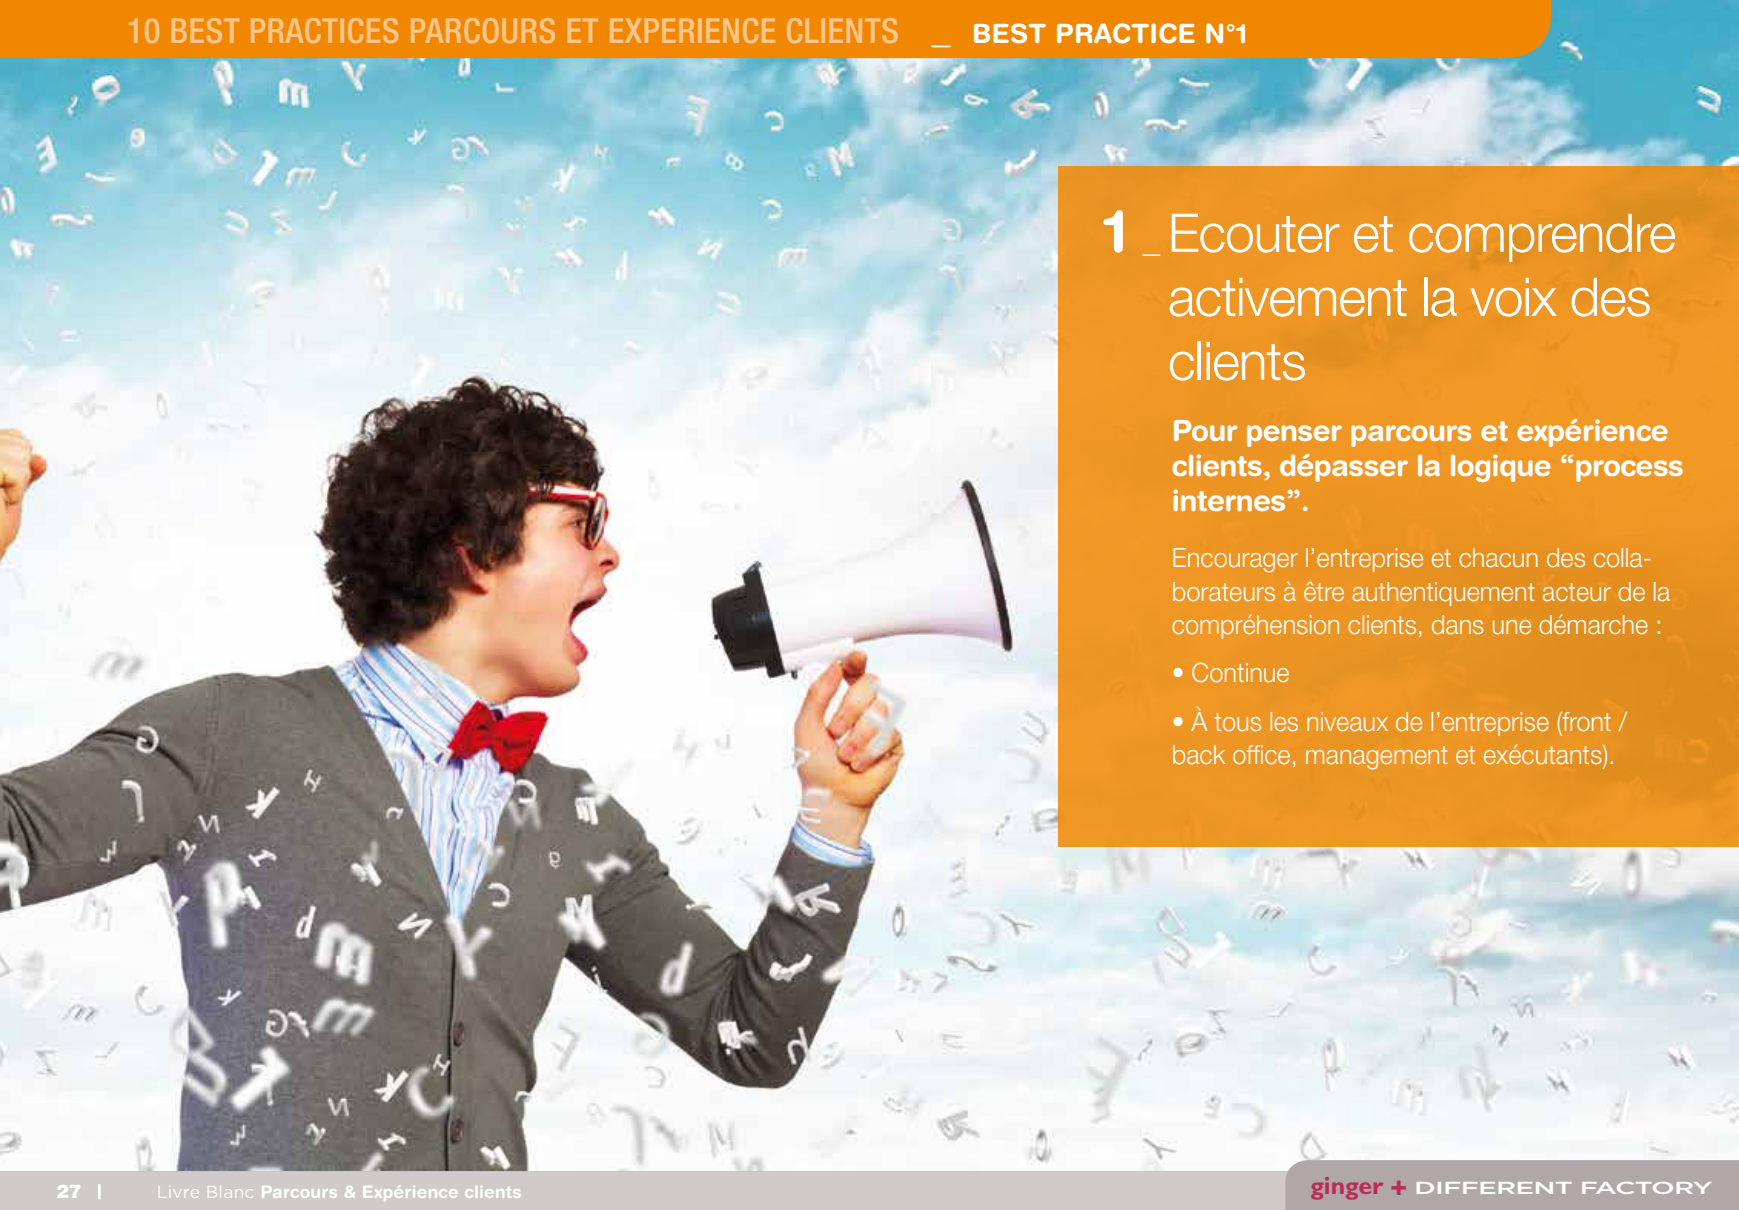 10 BEST PRACTICES PARCOURS ET EXPERIENCE CLIENTS _ BEST PRACTICE N°1
1 _ Ecouter et comprendre
activement la voix des
clients
Pour penser parcours et expérience
clients, dépasser la logique “process
internes”.
Encourager l’entreprise et chacun des colla-
borateurs à être authentiquement acteur de la
compréhension clients, dans une démarche :
• Continue
• À tous les niveaux de l’entreprise (front /
back office, management et exécutants).
27 | Livre Blanc Parcours & Expérience clients
ginger + DIFFERENT FACTORY